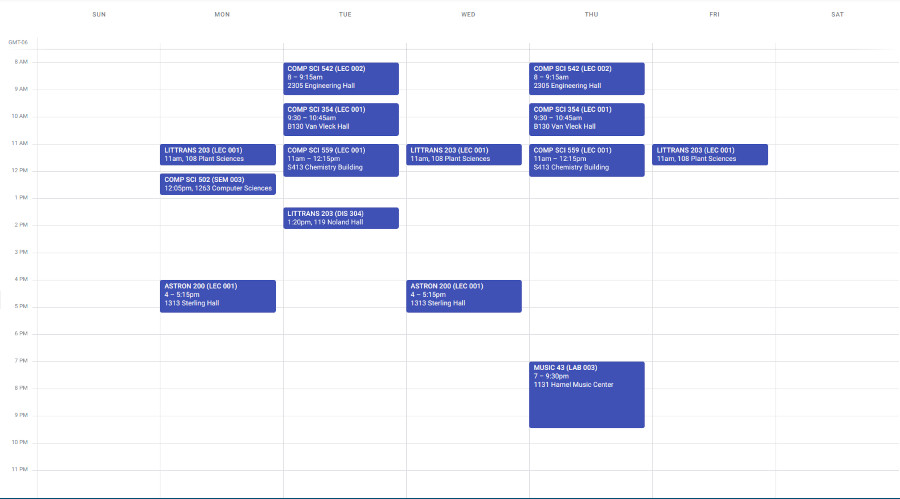 SUN MON TUE WED THU FRI SAT
GMT-06
8 AM
9 AM
10 AM
11 AM
12 PM
1 PM
2 PM
3 PM
4 PM
5 PM
6 PM
7 PM
8 PM
9 PM
10 PM
11 PM
LITTRANS 203 (LEC 001)
11am, 108 Plant Sciences
COMP SCI 502 (SEM 003)
12:05pm, 1263 Computer Sciences
ASTRON 200 (LEC 001)
4 – 5:15pm
1313 Sterling Hall
COMP SCI 542 (LEC 002)
8 – 9:15am
2305 Engineering Hall
COMP SCI 354 (LEC 001)
9:30 – 10:45am
B130 Van Vleck Hall
COMP SCI 559 (LEC 001)
11am – 12:15pm
S413 Chemistry Building
LITTRANS 203 (DIS 304)
1:20pm, 119 Noland Hall
LITTRANS 203 (LEC 001)
11am, 108 Plant Sciences
ASTRON 200 (LEC 001)
4 – 5:15pm
1313 Sterling Hall
COMP SCI 542 (LEC 002)
8 – 9:15am
2305 Engineering Hall
COMP SCI 354 (LEC 001)
9:30 – 10:45am
B130 Van Vleck Hall
COMP SCI 559 (LEC 001)
11am – 12:15pm
S413 Chemistry Building
MUSIC 43 (LAB 003)
7 – 9:30pm
1131 Hamel Music Center
LITTRANS 203 (LEC 001)
11am, 108 Plant Sciences